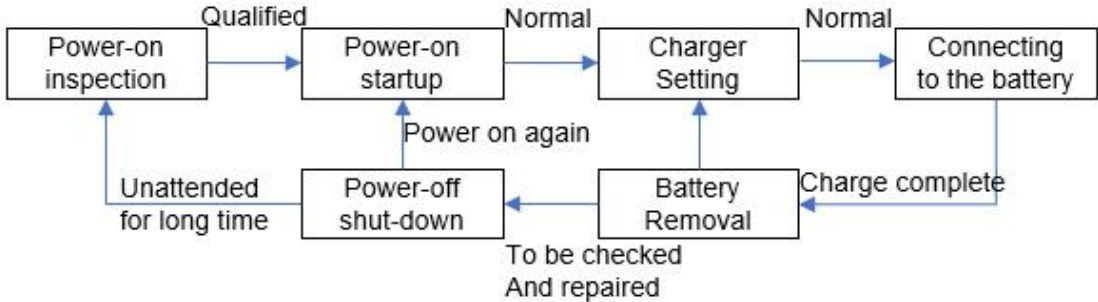 Qualified
Normal
Normal
Power-on
inspection
Power-on
startup
Charger
Setting
Connecting
to the battery
Power on again
Unattended
for long time
Power-off
shut-down
Battery
Removal
Charge complete
To be checked
And repaired